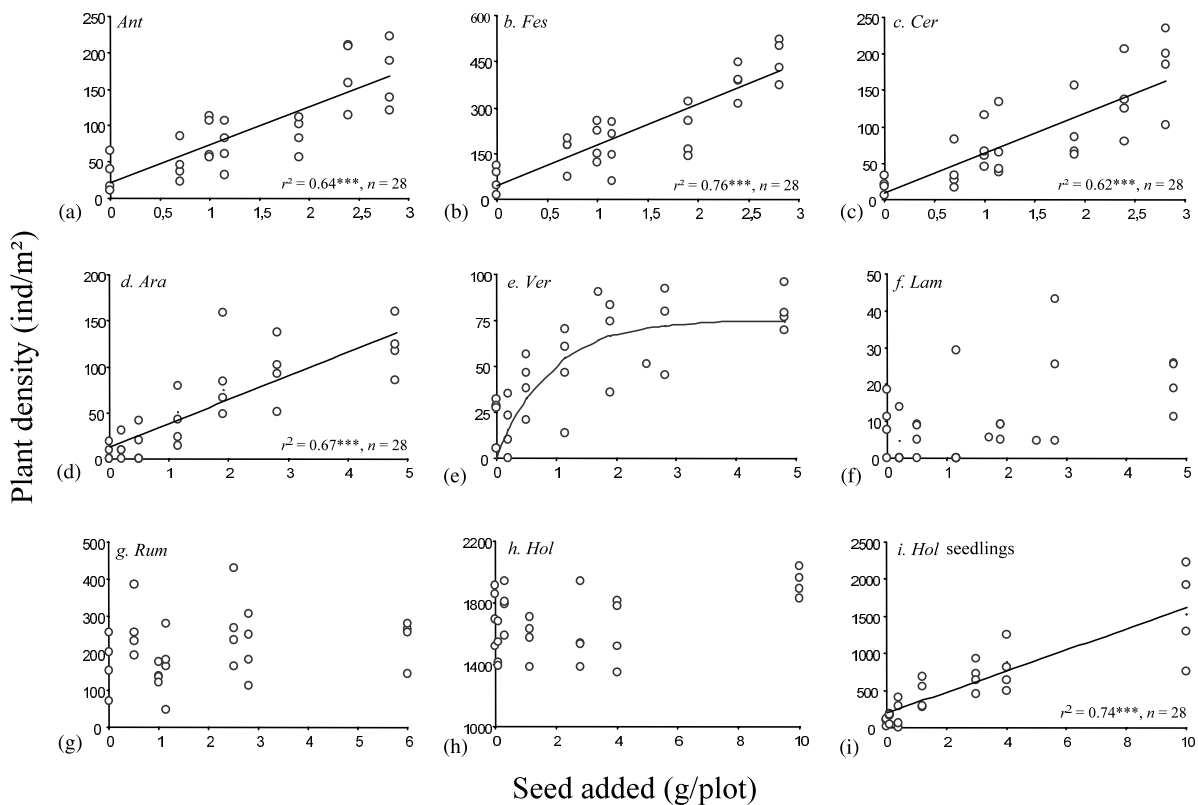 Plant density (ind/m²)
a. Ant
250
200
150
100
50
0
r² = 0.64***, n = 28
(a)
0 0,5 1 1,5 2 2,5 3
b. Fes
600
450
300
150
0
r² = 0.76***, n = 28
(b)
0 0,5 1 1,5 2 2,5 3
c. Cer
250
200
150
100
50
0
r² = 0.62***, n = 28
(c)
0 0,5 1 1,5 2 2,5 3
d. Ara
200
150
100
50
0
r² = 0.67***, n = 28
(d)
0 1 2 3 4 5
e. Ver
100
75
50
25
0
(e)
0 1 2 3 4 5
f. Lam
50
40
30
20
10
0
(f)
0 1 2 3 4 5
g. Rum
500
400
300
200
100
0
(g)
0 1 2 3 4 5 6
h. Hol
2200
1800
1400
1000
(h)
0 2 4 6 8 10
i. Hol seedlings
2500
2000
1500
1000
500
0
r² = 0.74***, n = 28
(i)
0 2 4 6 8 10
Seed added (g/plot)